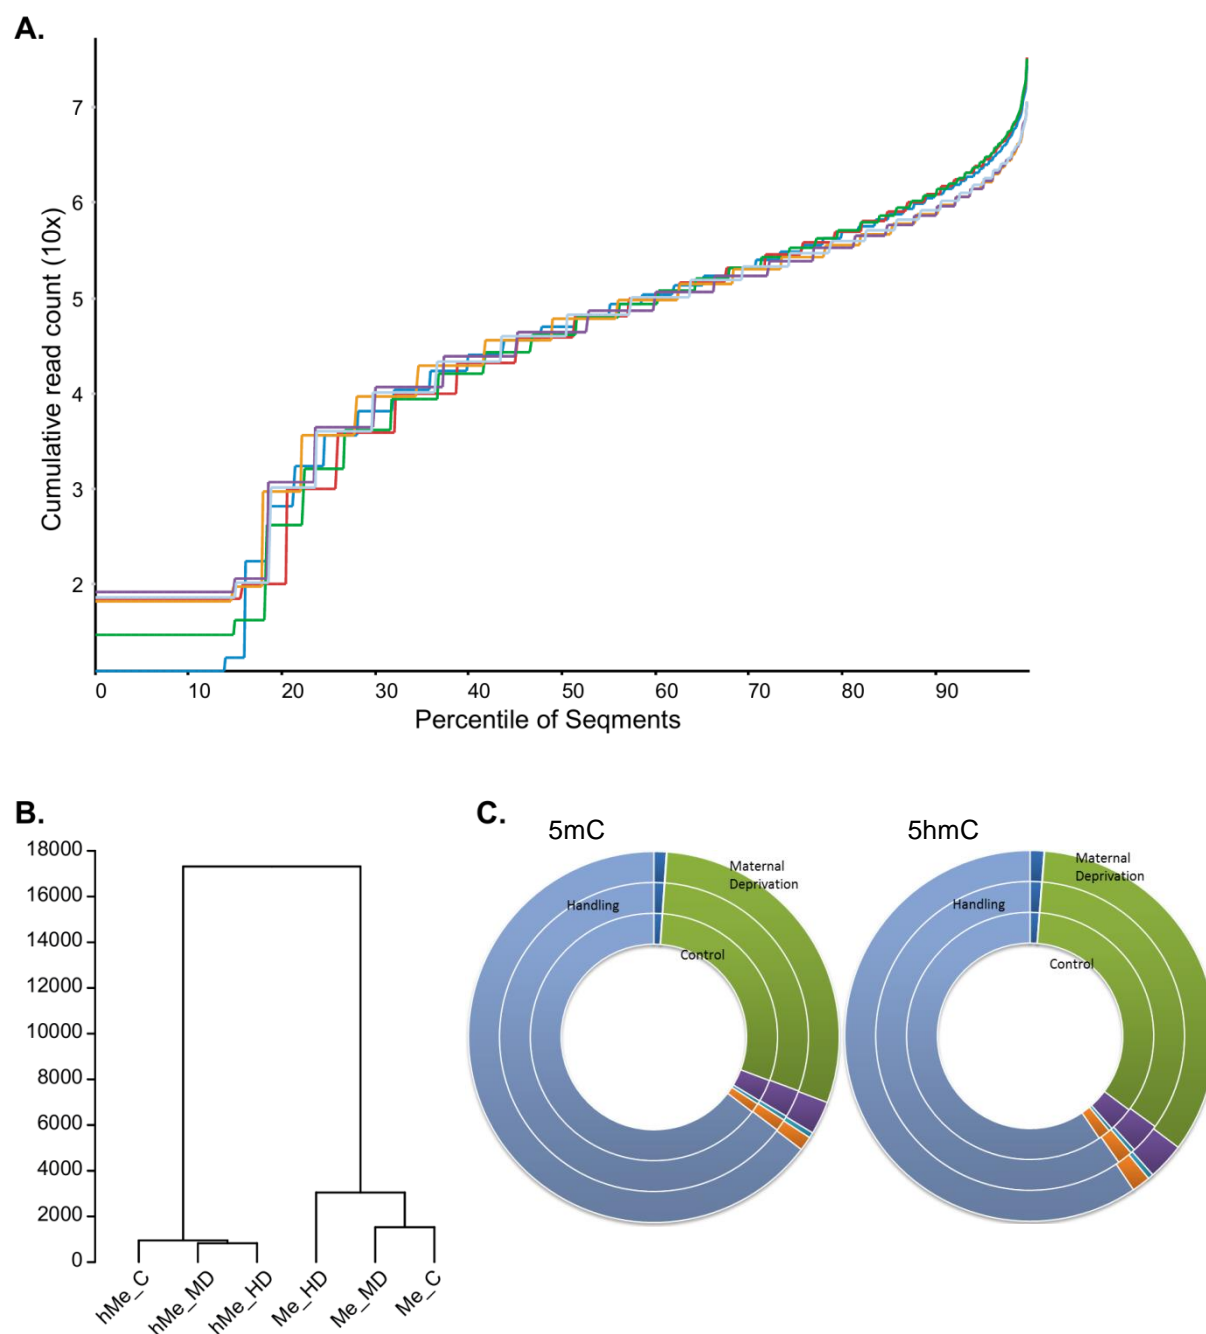 A.
7
6
5
4
3
2
Cumulative read count (10x)
0 10 20 30 40 50 60 70 80 90
Percentile of Seqments
B.
18000
16000
14000
12000
10000
8000
6000
4000
2000
0
hMe_C
hMe_MD
hMe_HD
Me_HD
Me_MD
Me_C
C.
5mC
Maternal
Deprivation
Handling
Control
5hmC
Maternal
Deprivation
Handling
Control